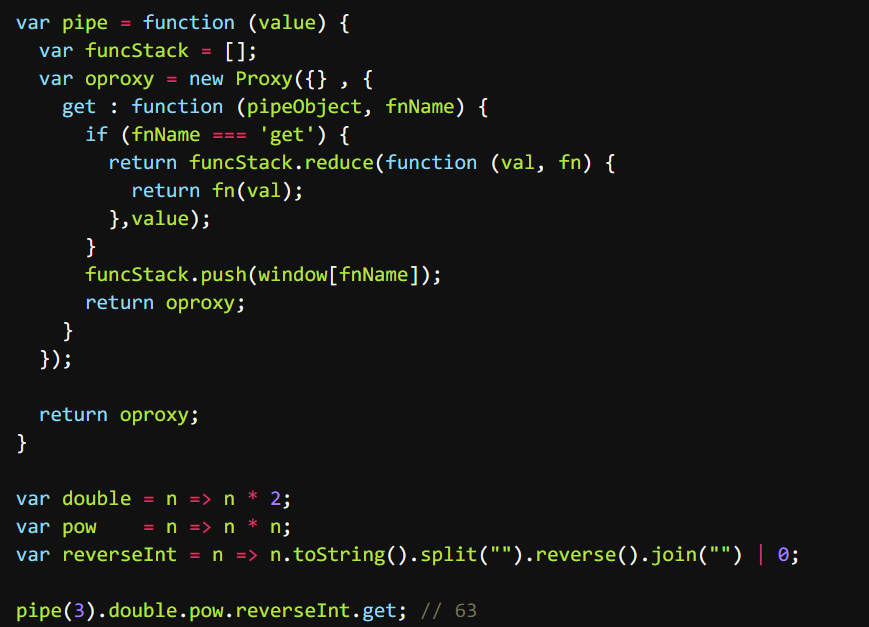 var pipe = function (value) {
  var funcStack = [];
  var oproxy = new Proxy({} , {
    get : function (pipeObject, fnName) {
      if (fnName === 'get') {
        return funcStack.reduce(function (val, fn) {
          return fn(val);
        },value);
      }
      funcStack.push(window[fnName]);
      return oproxy;
    }
  });

  return oproxy;
}

var double = n => n * 2;
var pow    = n => n * n;
var reverseInt = n => n.toString().split("").reverse().join("") | 0;

pipe(3).double.pow.reverseInt.get; // 63